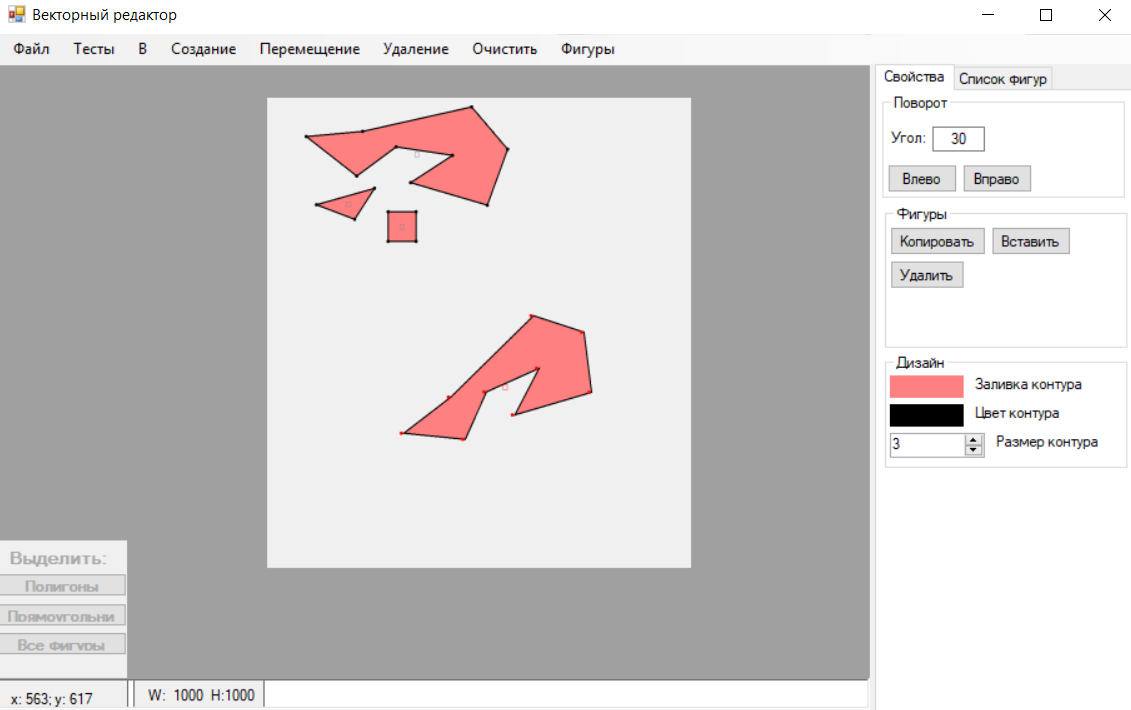 Векторный редактор
Файл Тесты В Создание Перемещение Удаление Очистить Фигуры
Свойства Список фигур
Поворот
Угол: 30
Влево Вправо
Фигуры
Копировать Вставить
Удалить
Дизайн
Заливка контура
Цвет контура
3 Размер контура
Выделить:
Полигоны
Прямоугольни
Все фигуры
x: 563; y: 617 W: 1000 H:1000